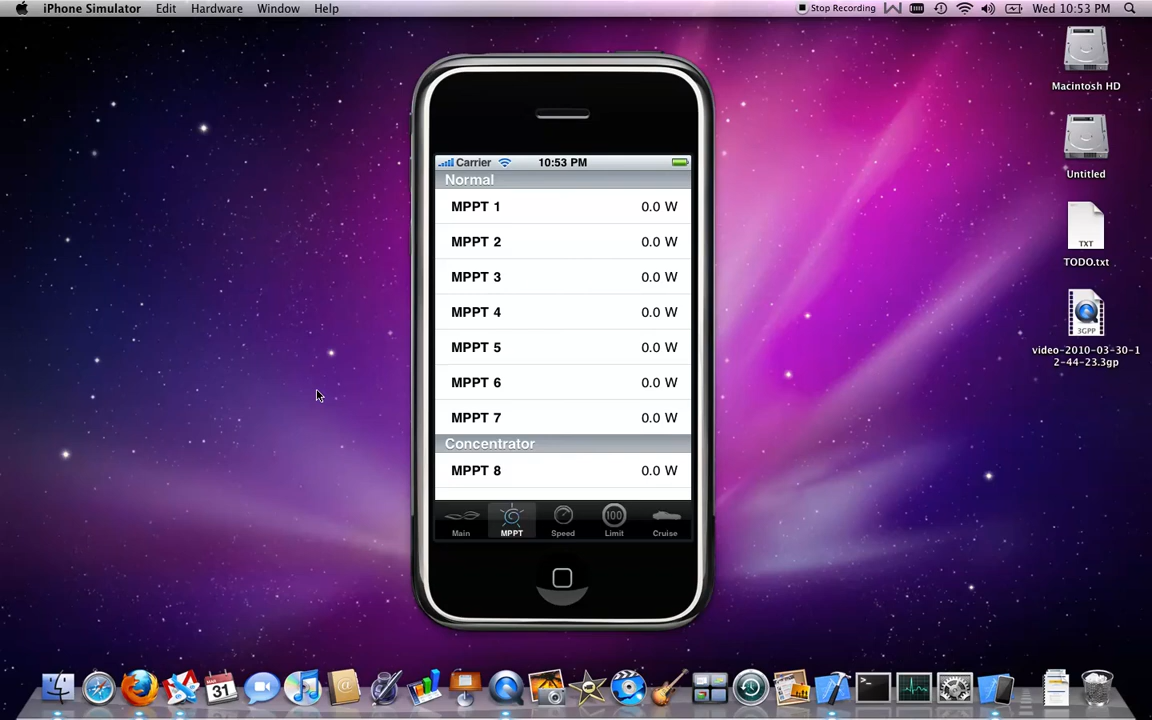 iPhone Simulator Edit Hardware Window Help Stop Recording Wed 10:53 PM
Macintosh HD
Untitled
TXT
TODO.txt
3GPP
video-2010-03-30-1
2-44-23.3gp
Carrier 10:53 PM
Normal
MPPT 1 0.0 W
MPPT 2 0.0 W
MPPT 3 0.0 W
MPPT 4 0.0 W
MPPT 5 0.0 W
MPPT 6 0.0 W
MPPT 7 0.0 W
Concentrator
MPPT 8 0.0 W
100
Main MPPT Speed Limit Cruise
31